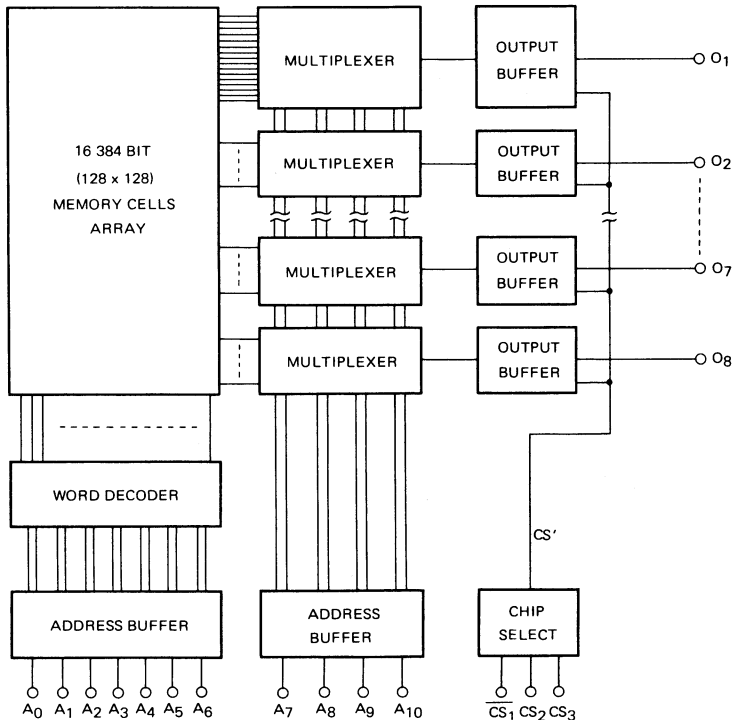 MULTIPLEXER
OUTPUT
BUFFER
O1
16 384 BIT
(128 x 128)
MEMORY CELLS
ARRAY
MULTIPLEXER
OUTPUT
BUFFER
O2
MULTIPLEXER
OUTPUT
BUFFER
O7
MULTIPLEXER
OUTPUT
BUFFER
O8
WORD DECODER
CS'
ADDRESS BUFFER
ADDRESS
BUFFER
CHIP
SELECT
A0 A1 A2 A3 A4 A5 A6 A7 A8 A9 A10 C̅S̅1 CS2 CS3